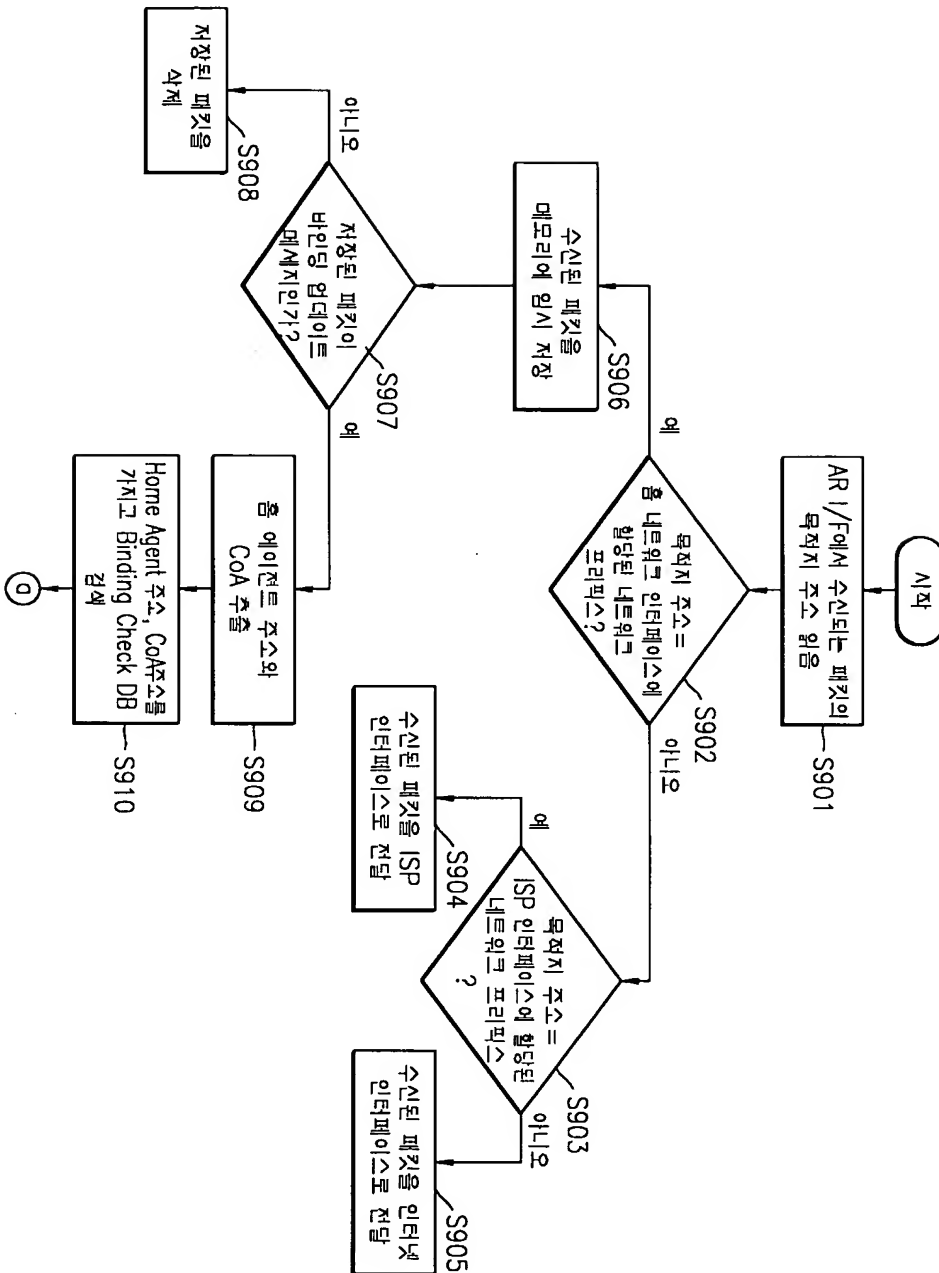 시작
AR I/F에서 수신되는 패킷의
목적지 주소 읽음
S901
목적지 주소=
홈 네트워크 인터페이스에
할당된 네트워크
프리픽스?
S902
예
아니오
수신된 패킷을
메모리에 임시 저장
S906
목적지 주소 =
ISP 인터페이스에 할당된
네트워크 프리픽스
?
S903
예
아니오
저장된 패킷이
바인딩 업데이트
메세지인가?
S907
아니오
예
수신된 패킷을 ISP
인터페이스로 전달
S904
수신된 패킷을 인터넷
인터페이스로 전달
S905
저장된 패킷을
삭제
S908
홈 에이젼트 주소와
CoA 추출
S909
Home Agent 주소, CoA주소를
가지고 Binding Check DB
검색
S910
D